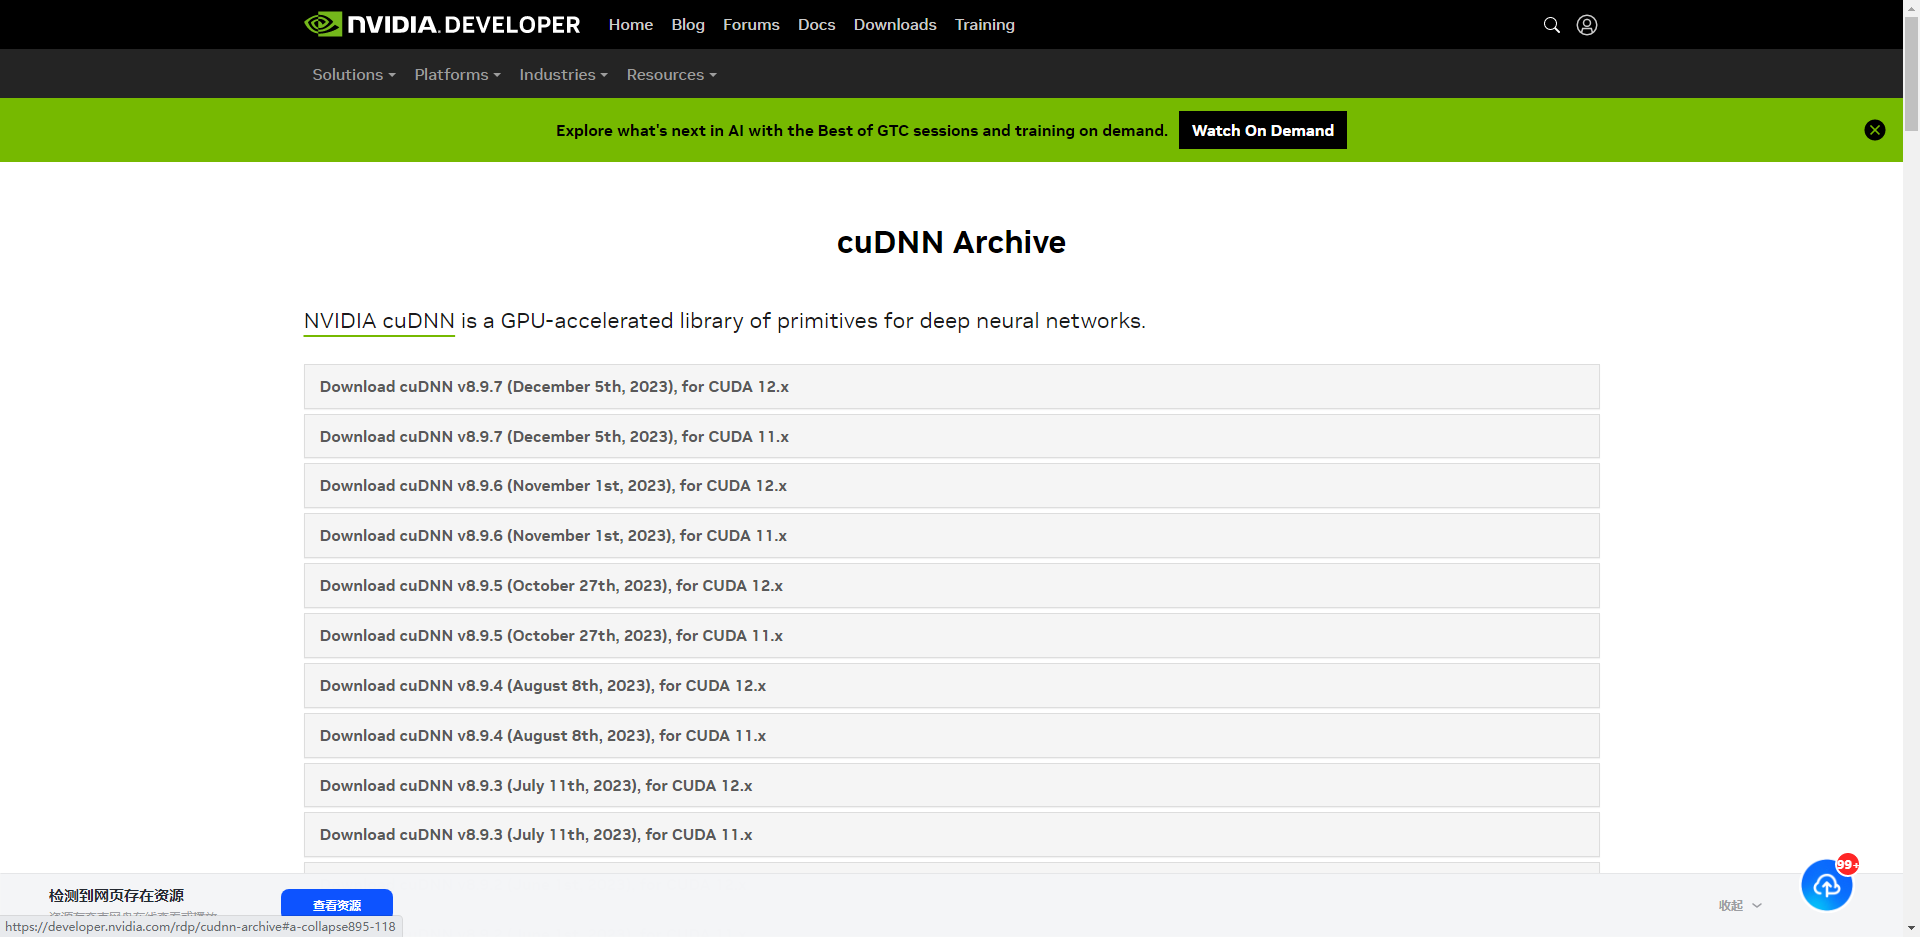 NVIDIA. DEVELOPER Home Blog Forums Docs Downloads Training
Solutions Platforms Industries Resources
Explore what's next in AI with the Best of GTC sessions and training on demand. Watch On Demand
cuDNN Archive
NVIDIA cuDNN is a GPU-accelerated library of primitives for deep neural networks.
Download cuDNN v8.9.7 (December 5th, 2023), for CUDA 12.x
Download cuDNN v8.9.7 (December 5th, 2023), for CUDA 11.x
Download cuDNN v8.9.6 (November 1st, 2023), for CUDA 12.x
Download cuDNN v8.9.6 (November 1st, 2023), for CUDA 11.x
Download cuDNN v8.9.5 (October 27th, 2023), for CUDA 12.x
Download cuDNN v8.9.5 (October 27th, 2023), for CUDA 11.x
Download cuDNN v8.9.4 (August 8th, 2023), for CUDA 12.x
Download cuDNN v8.9.4 (August 8th, 2023), for CUDA 11.x
Download cuDNN v8.9.3 (July 11th, 2023), for CUDA 12.x
Download cuDNN v8.9.3 (July 11th, 2023), for CUDA 11.x
99+
检测到网页存在资源
查看资源
收起
https://developer.nvidia.com/rdp/cudnn-archive#a-collapse895-118